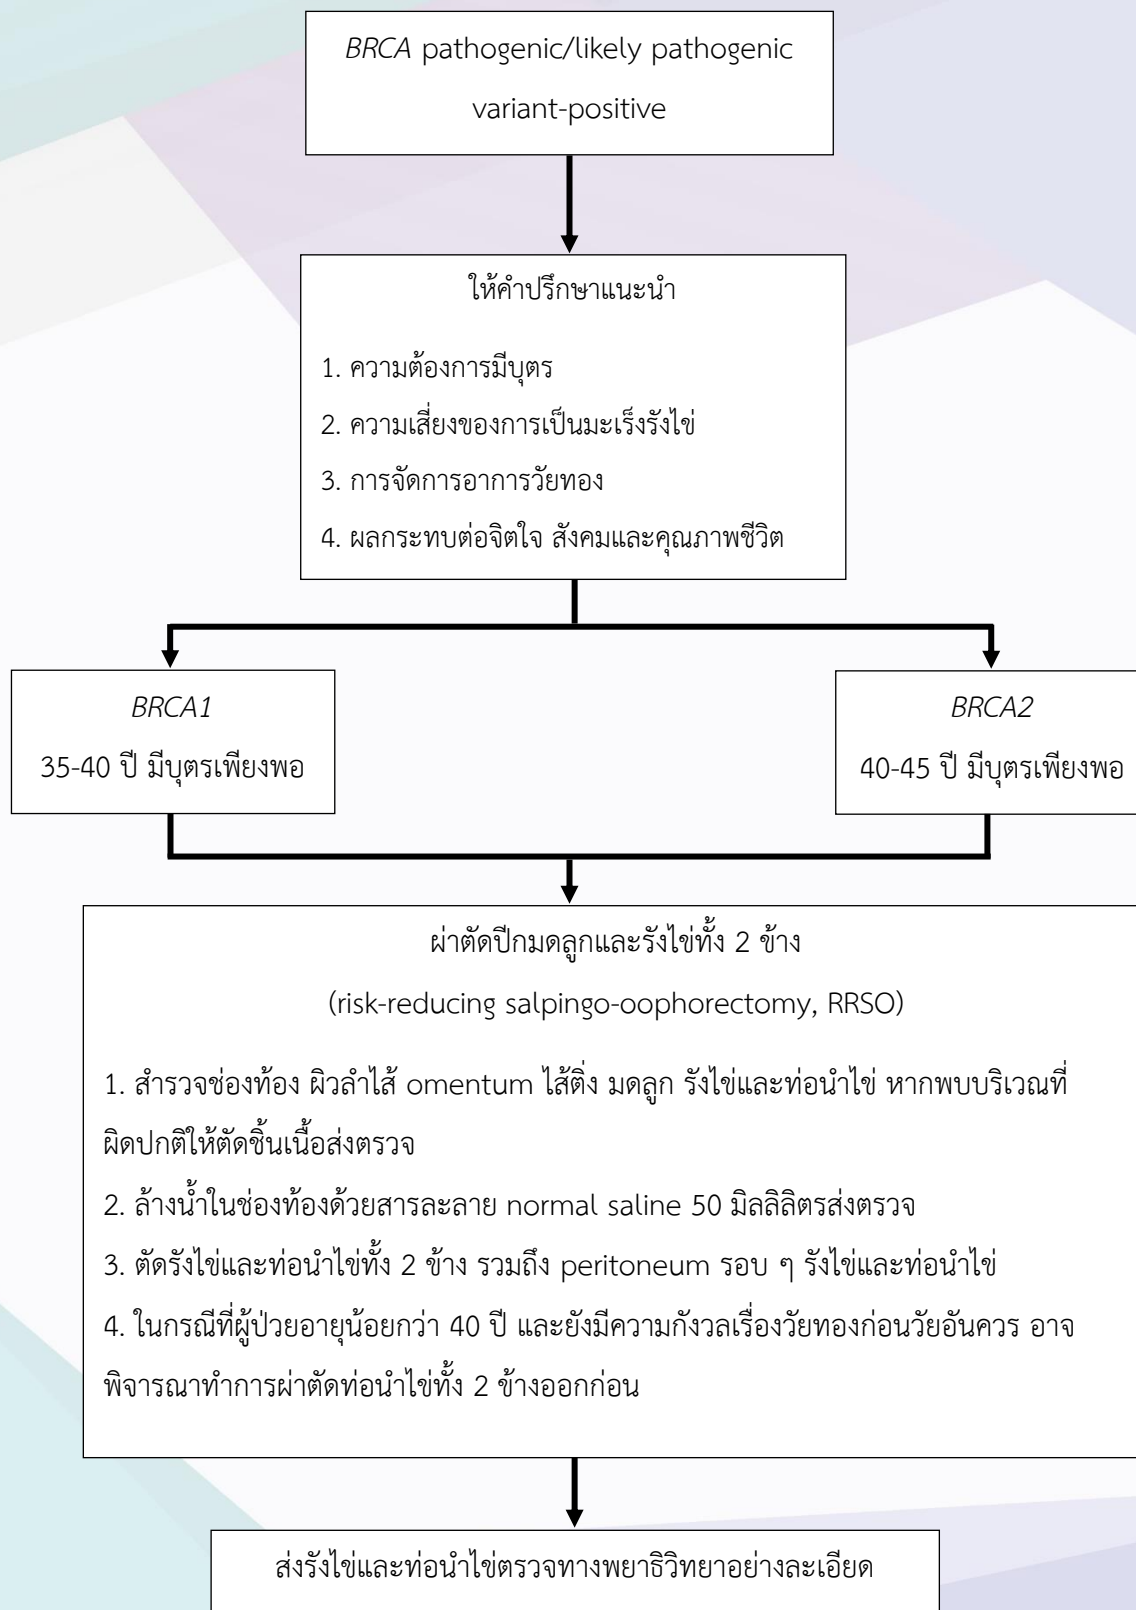 BRCA pathogenic/likely pathogenic
variant-positive
ให้คำปรึกษาแนะนำ
1. ความต้องการมีบุตร
2. ความเสี่ยงของการเป็นมะเร็งรังไข่
3. การจัดการอาการวัยทอง
4. ผลกระทบต่อจิตใจ สังคมและคุณภาพชีวิต
BRCA1
35-40 ปี มีบุตรเพียงพอ
BRCA2
40-45 ปี มีบุตรเพียงพอ
ผ่าตัดปีกมดลูกและรังไข่ทั้ง 2 ข้าง
(risk-reducing salpingo-oophorectomy, RRSO)
1. สำรวจช่องท้อง ผิวลำไส้ omentum ไส้ติ่ง มดลูก รังไข่และท่อนำไข่ หากพบบริเวณที่
ผิดปกติให้ตัดชิ้นเนื้อส่งตรวจ
2. ล้างน้ำในช่องท้องด้วยสารละลาย normal saline 50 มิลลิลิตรส่งตรวจ
3. ตัดรังไข่และท่อนำไข่ทั้ง 2 ข้าง รวมถึง peritoneum รอบ ๆ รังไข่และท่อนำไข่
4. ในกรณีที่ผู้ป่วยอายุน้อยกว่า 40 ปี และยังมีความกังวลเรื่องวัยทองก่อนวัยอันควร อาจ
พิจารณาทำการผ่าตัดท่อนำไข่ทั้ง 2 ข้างออกก่อน
ส่งรังไข่และท่อนำไข่ตรวจทางพยาธิวิทยาอย่างละเอียด